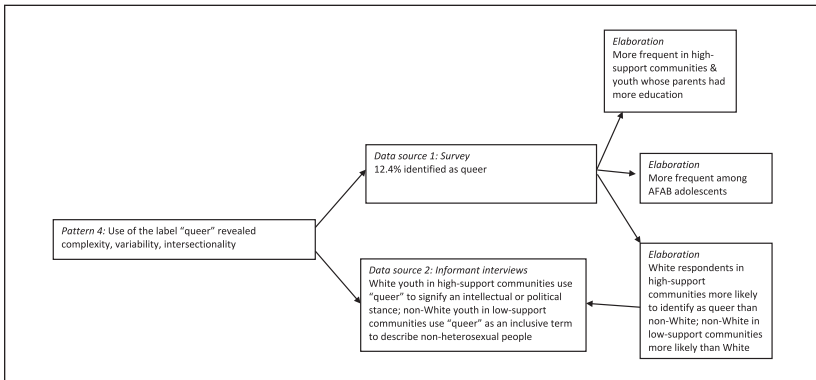 Elaboration
More frequent in high-
support communities &
youth whose parents had
more education
Data source 1: Survey
12.4% identified as queer
Elaboration
More frequent among
AFAB adolescents
Pattern 4: Use of the label “queer” revealed
complexity, variability, intersectionality
Data source 2: Informant interviews
White youth in high-support communities use
“queer” to signify an intellectual or political
stance; non-White youth in low-support
communities use “queer” as an inclusive term
to describe non-heterosexual people
Elaboration
White respondents in
high-support
communities more likely
to identify as queer than
non-White; non-White in
low-support communities
more likely than White